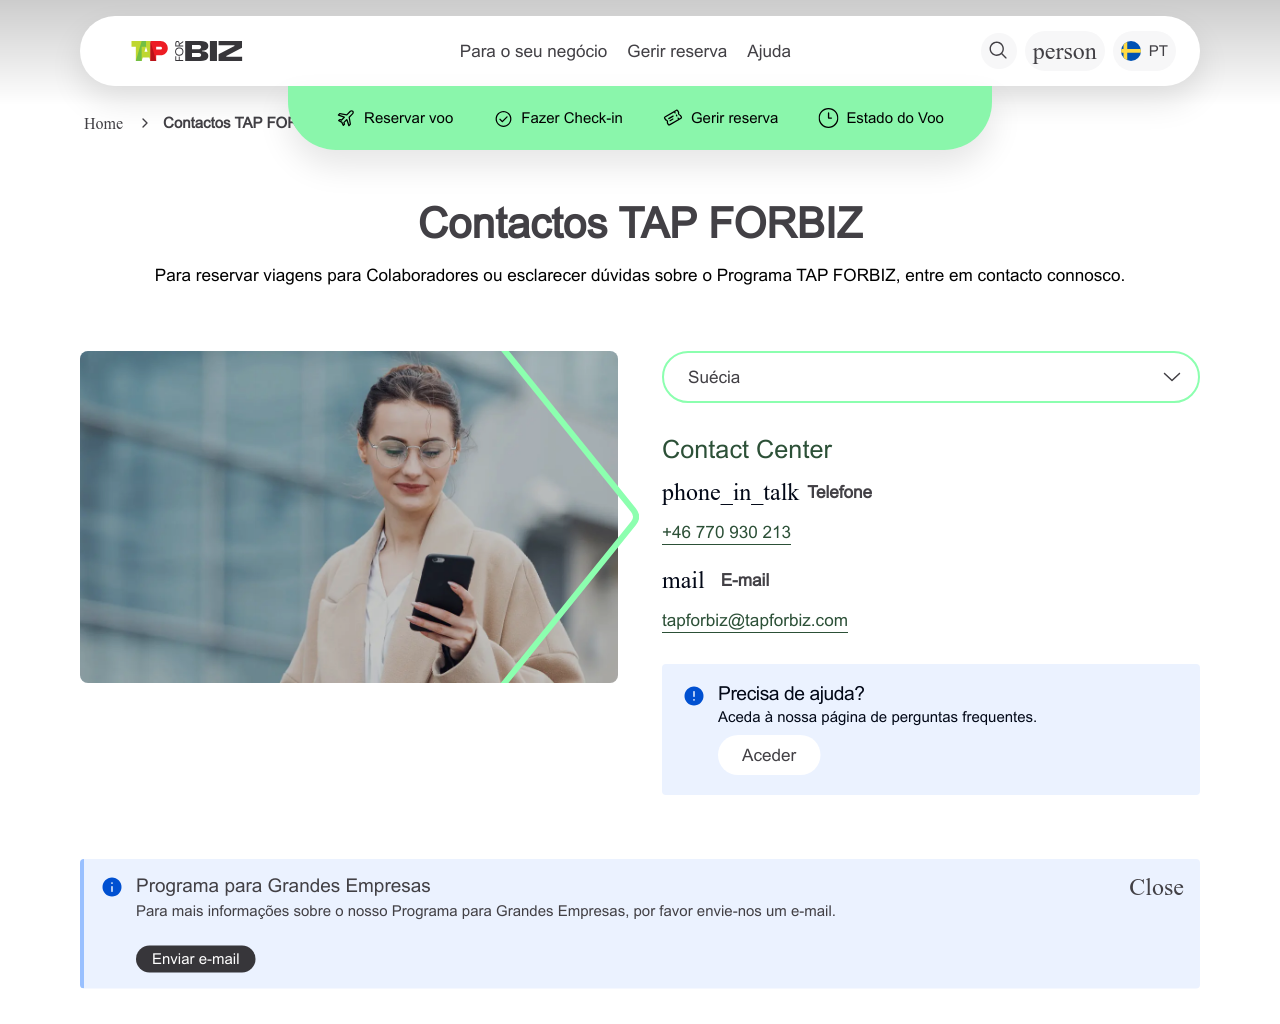 TAP FOR BIZ
Para o seu negócio Gerir reserva Ajuda
person PT
Home Contactos TAP FOR
Reservar voo Fazer Check-in Gerir reserva Estado do Voo
Contactos TAP FORBIZ
Para reservar viagens para Colaboradores ou esclarecer dúvidas sobre o Programa TAP FORBIZ, entre em contacto connosco.
Suécia
Contact Center
phone_in_talk Telefone
+46 770 930 213
mail E-mail
tapforbiz@tapforbiz.com
Precisa de ajuda?
Aceda à nossa página de perguntas frequentes.
Aceder
Programa para Grandes Empresas
Close
Para mais informações sobre o nosso Programa para Grandes Empresas, por favor envie-nos um e-mail.
Enviar e-mail